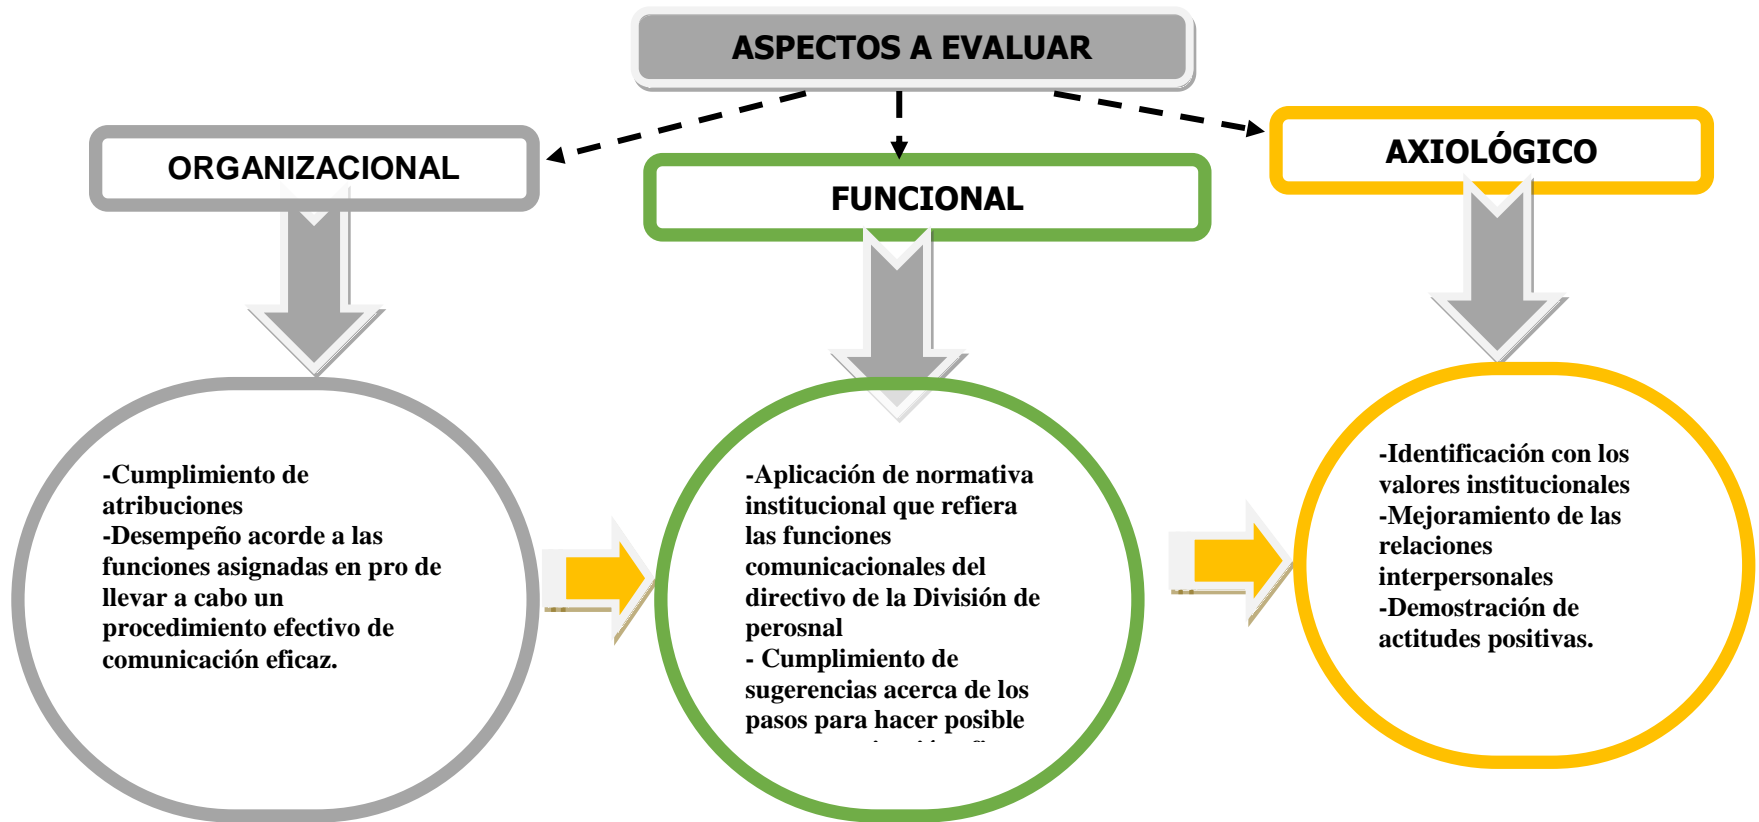 ASPECTOS A EVALUAR
ORGANIZACIONAL
FUNCIONAL
AXIOLÓGICO
-Cumplimiento de
atribuciones
-Desempeño acorde a las
funciones asignadas en pro de
llevar a cabo un
procedimiento efectivo de
comunicación eficaz.
-Aplicación de normativa
institucional que refiera
las funciones
comunicacionales del
directivo de la División de
perosnal
- Cumplimiento de
sugerencias acerca de los
pasos para hacer posible
-Identificación con los
valores institucionales
-Mejoramiento de las
relaciones
interpersonales
-Demostración de
actitudes positivas.